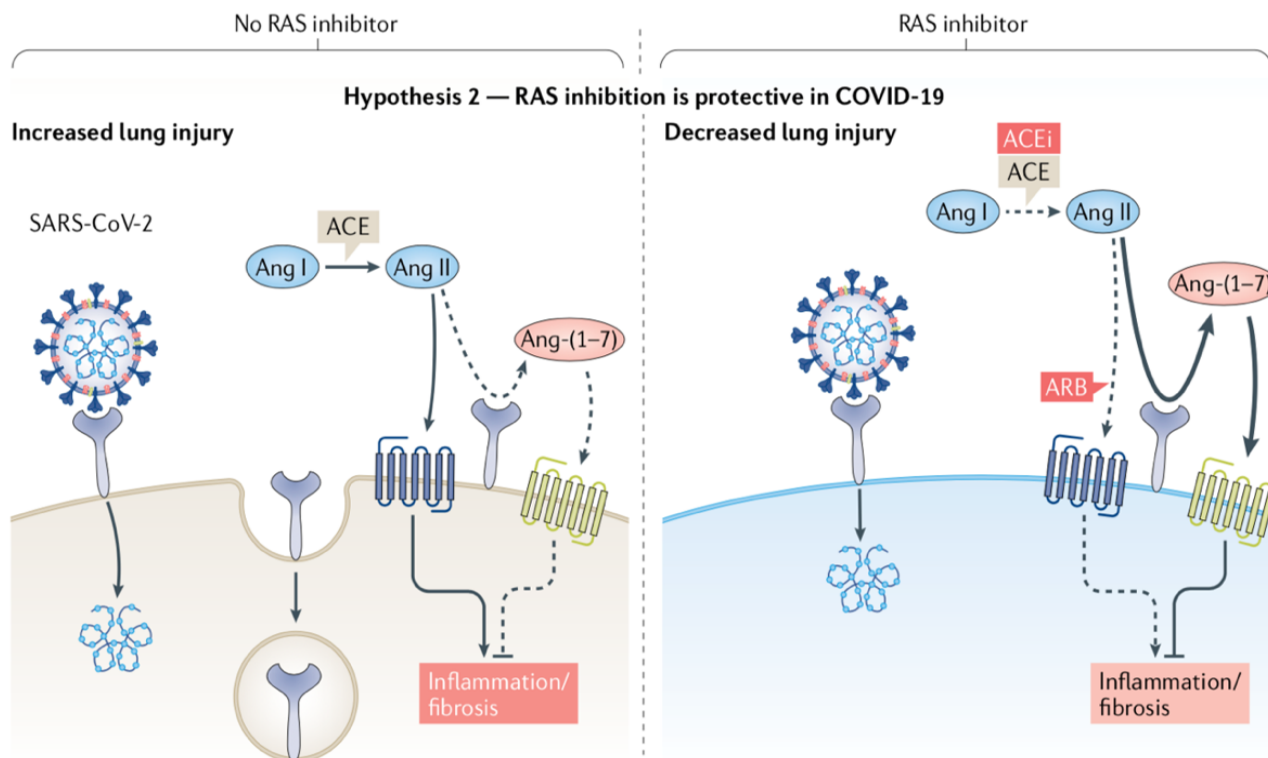 No RAS inhibitor
RAS inhibitor
Hypothesis 2 — RAS inhibition is protective in COVID-19
Increased lung injury
SARS-CoV-2
ACE
Ang I
Ang II
Ang-(1–7)
Inflammation/
fibrosis
Decreased lung injury
ACEi
ACE
Ang I
Ang II
Ang-(1–7)
ARB
Inflammation/
fibrosis